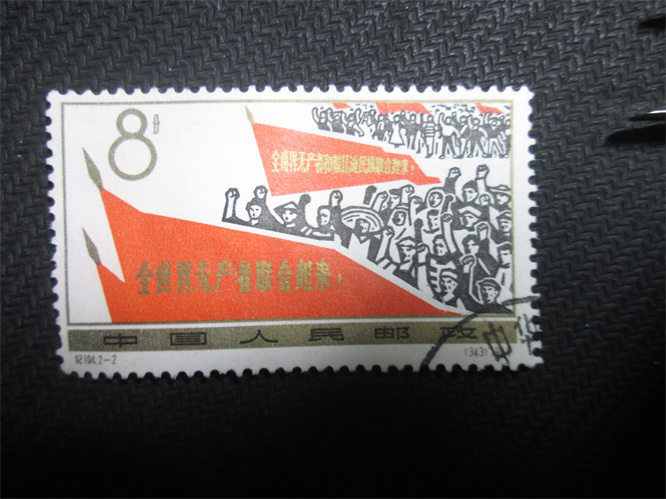 8分
全世界无产者和被压迫民族联合起来！
全世界无产者联合起来！
中国人民邮政
纪104.2-2
(343)
中华